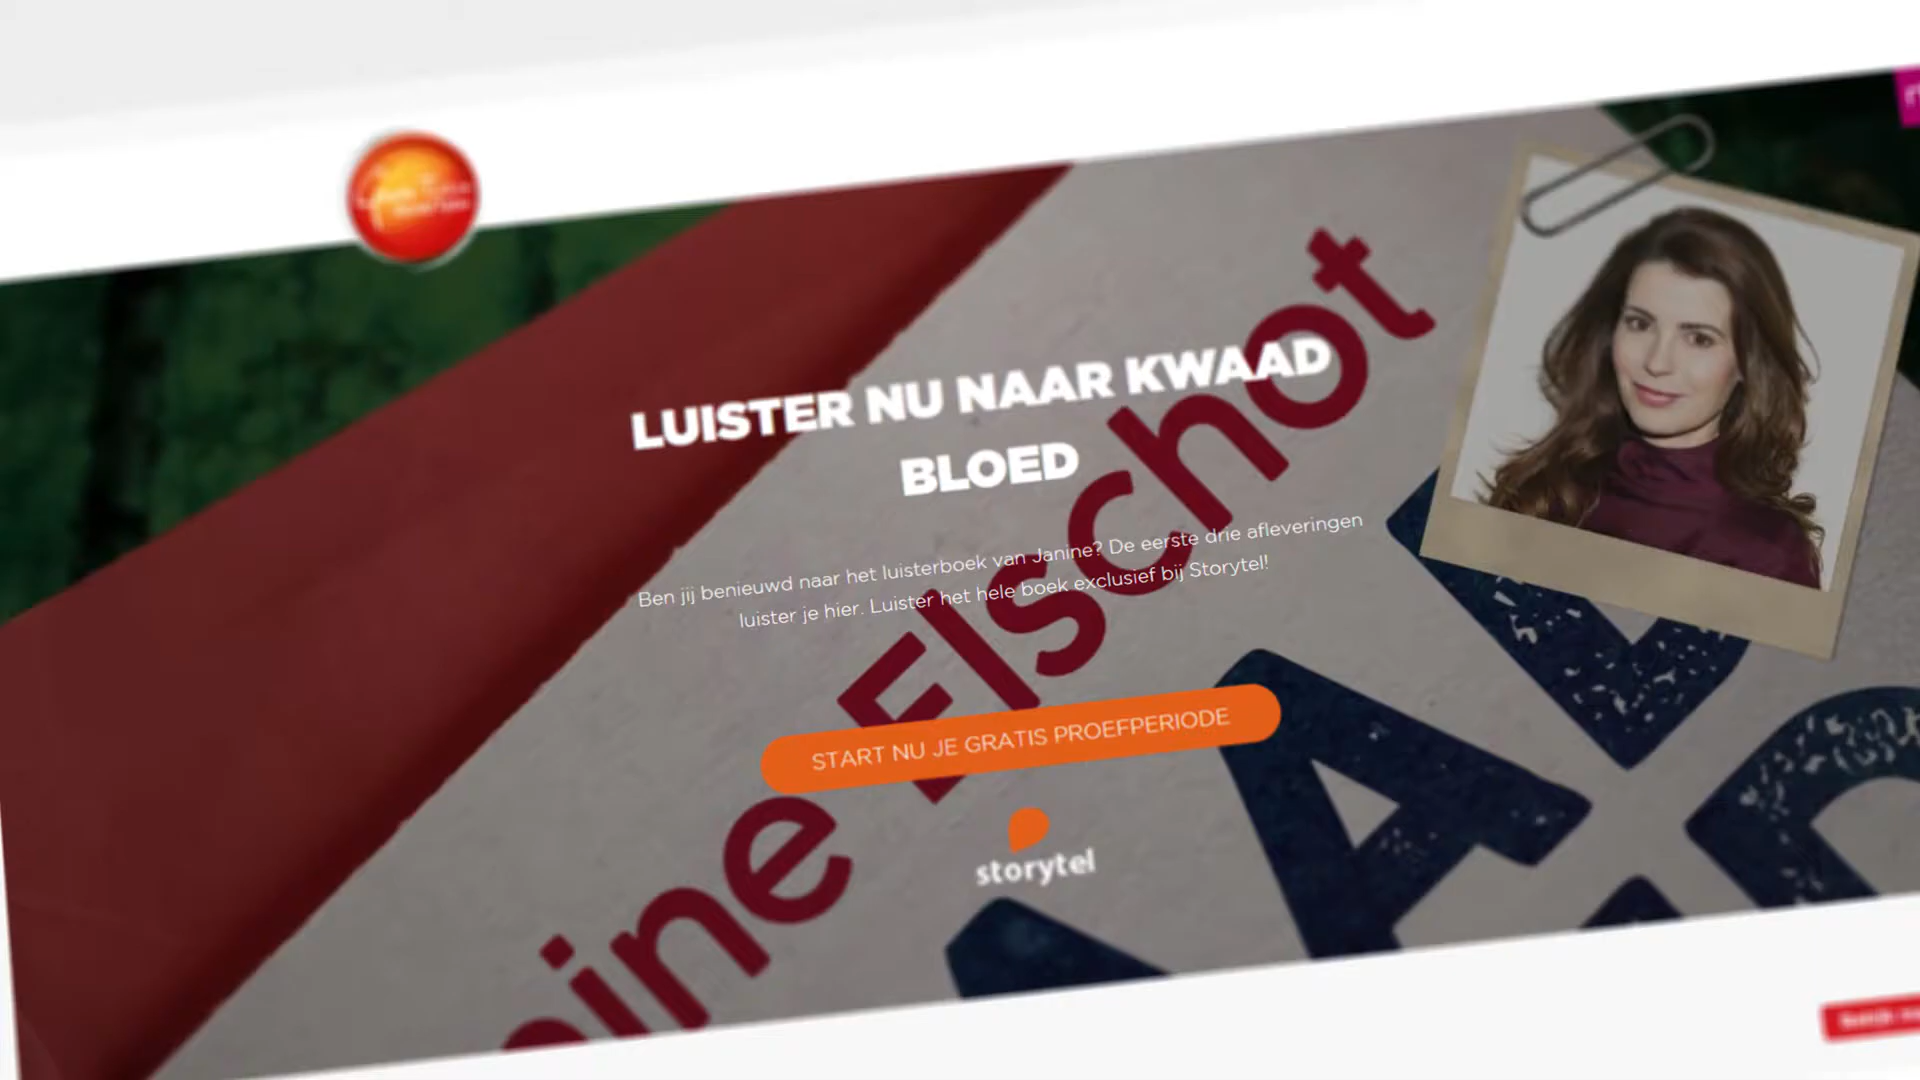 LUISTER NU NAAR KWAAD
BLOED
Ben jij benieuwd naar het luisterboek van Janine? De eerste drie afleveringen
luister je hier. Luister het hele boek exclusief bij Storytel!
START NU JE GRATIS PROEFPERIODE
storytel
ine Elschot